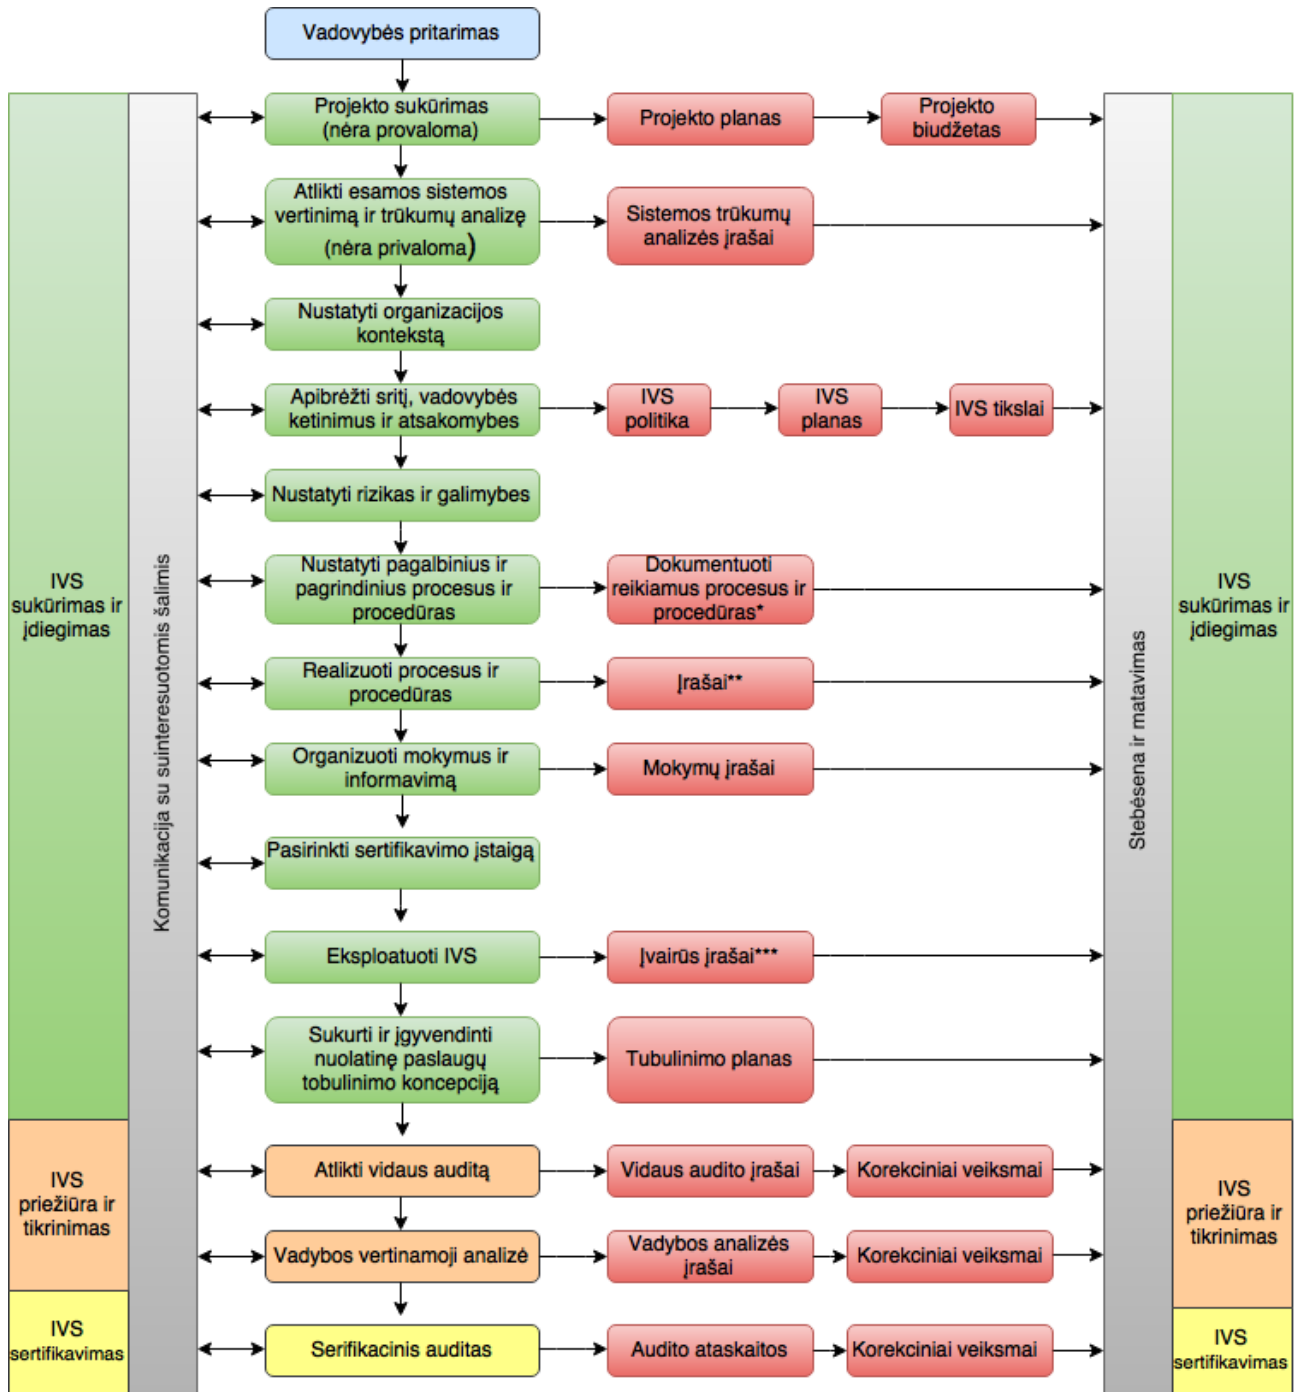 Vadovybės pritarimas
Projekto sukūrimas
(nėra provaloma)
Projekto planas
Projekto
biudžetas
Atlikti esamos sistemos
vertinimą ir trūkumų analizę
(nėra privaloma)
Sistemos trūkumų
analizės įrašai
Nustatyti organizacijos
kontekstą
Apibrėžti sritį, vadovybės
ketinimus ir atsakomybes
IVS
politika
IVS
planas
IVS tikslai
Nustatyti rizikas ir galimybes
IVS
sukūrimas ir
įdiegimas
Komunikacija su suinteresuotomis šalimis
Nustatyti pagalbinius ir
pagrindinius procesus ir
procedūras
Dokumentuoti
reikiamus procesus ir
procedūras*
Stebėsena ir matavimas
IVS
sukūrimas ir
įdiegimas
Realizuoti procesus ir
procedūras
Įrašai**
Organizuoti mokymus ir
informavimą
Mokymų įrašai
Pasirinkti sertifikavimo įstaigą
Eksploatuoti IVS
Įvairūs įrašai***
Sukurti ir įgyvendinti
nuolatinę paslaugų
tobulinimo koncepciją
Tubulinimo planas
IVS
priežiūra ir
tikrinimas
Atlikti vidaus auditą
Vidaus audito įrašai
Korekciniai veiksmai
IVS
priežiūra ir
tikrinimas
Vadybos vertinamoji analizė
Vadybos analizės
įrašai
Korekciniai veiksmai
IVS
sertifikavimas
Serifikacinis auditas
Audito ataskaitos
Korekciniai veiksmai
IVS
sertifikavimas